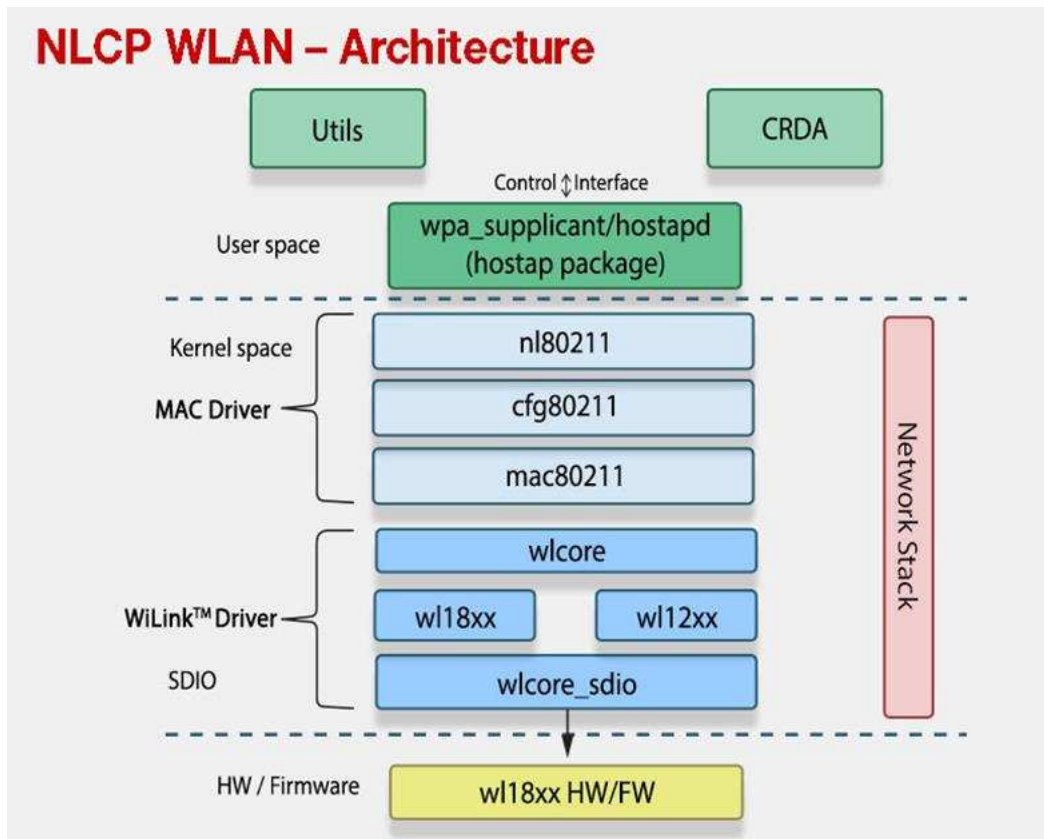 NLCP WLAN – Architecture
Utils
CRDA
Control Interface
User space
wpa_supplicant/hostapd
(hostap package)
Kernel space
nl80211
MAC Driver
cfg80211
mac80211
Network Stack
wlcore
WiLink™ Driver
wl18xx
wl12xx
SDIO
wlcore_sdio
HW / Firmware
wl18xx HW/FW